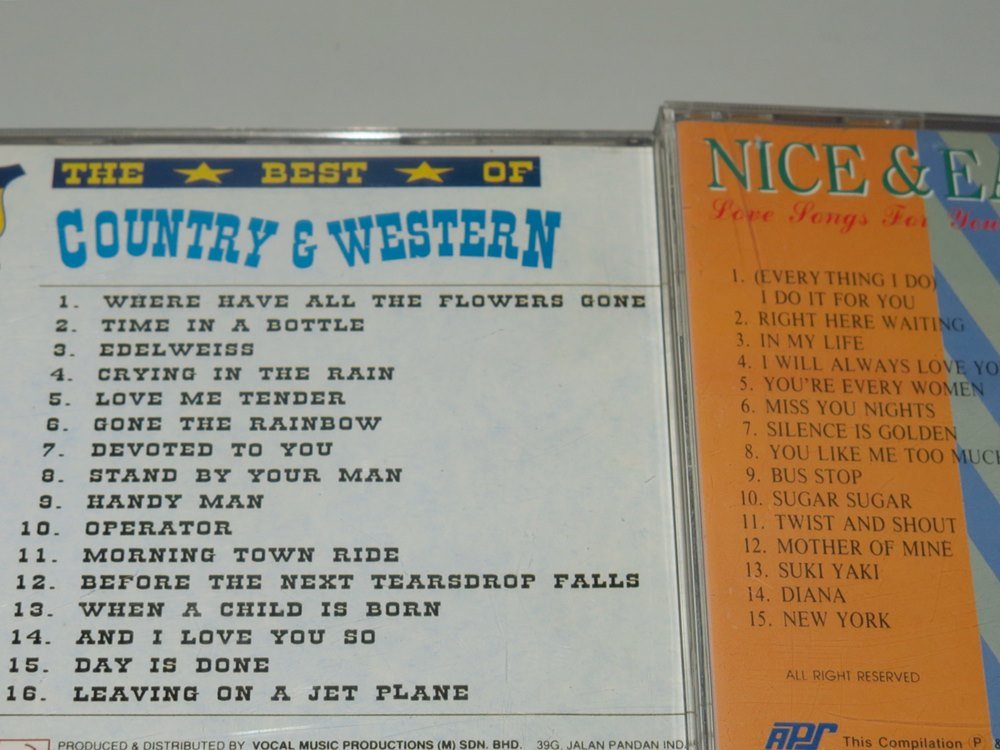 THE ★ BEST ★ OF
COUNTRY & WESTERN
1. WHERE HAVE ALL THE FLOWERS GONE
2. TIME IN A BOTTLE
3. EDELWEISS
4. CRYING IN THE RAIN
5. LOVE ME TENDER
6. GONE THE RAINBOW
7. DEVOTED TO YOU
8. STAND BY YOUR MAN
9. HANDY MAN
10. OPERATOR
11. MORNING TOWN RIDE
12. BEFORE THE NEXT TEARSDROP FALLS
13. WHEN A CHILD IS BORN
14. AND I LOVE YOU SO
15. DAY IS DONE
16. LEAVING ON A JET PLANE
PRODUCED & DISTRIBUTED BY VOCAL MUSIC PRODUCTIONS (M) SDN. BHD. 39G, JALAN PANDAN
NICE &
Love Songs For You
1. (EVERY THING I DO)
I DO IT FOR YOU
2. RIGHT HERE WAITING
3. IN MY LIFE
4. I WILL ALWAYS LOVE YO
5. YOU'RE EVERY WOMEN
6. MISS YOU NIGHTS
7. SILENCE IS GOLDEN
8. YOU LIKE ME TOO MUCH
9. BUS STOP
10. SUGAR SUGAR
11. TWIST AND SHOUT
12. MOTHER OF MINE
13. SUKI YAKI
14. DIANA
15. NEW YORK
ALL RIGHT RESERVED
APS This Compilation Ⓟ